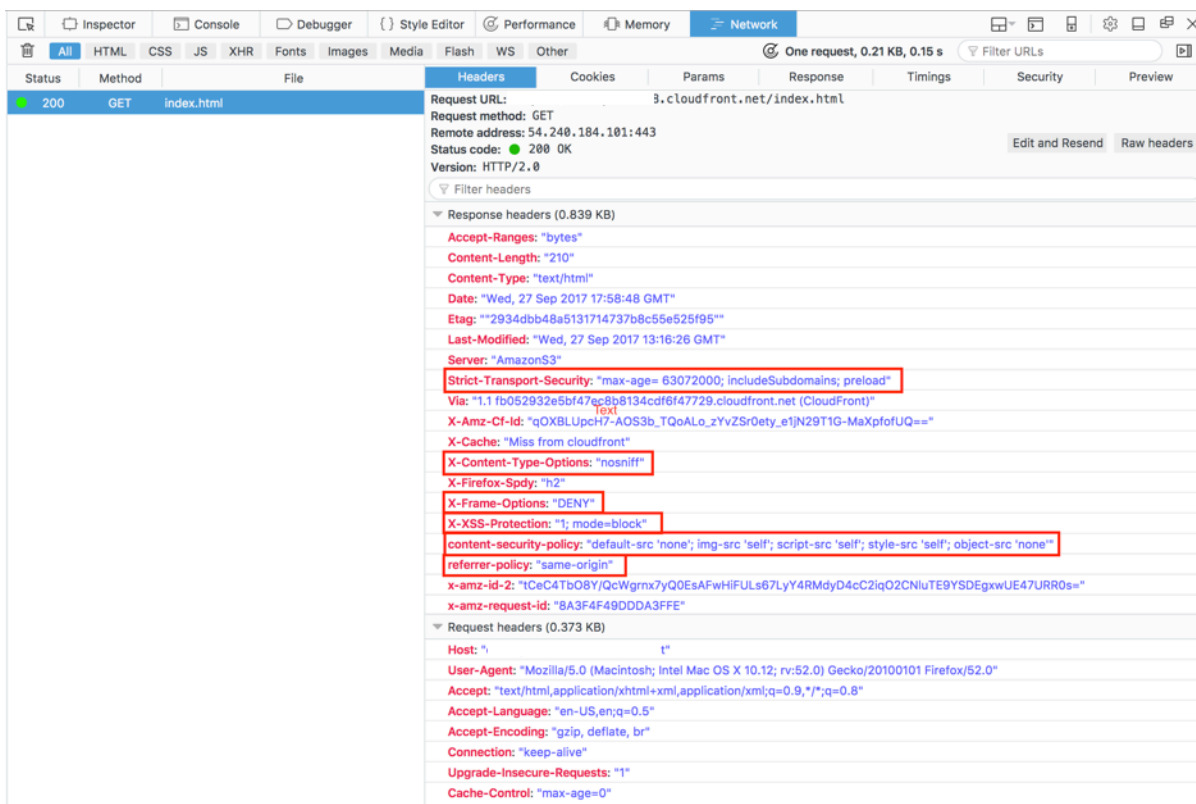 Inspector Console Debugger { } Style Editor Performance Memory Network
All HTML CSS JS XHR Fonts Images Media Flash WS Other One request, 0.21 KB, 0.15 s Filter URLs
Status Method File Headers Cookies Params Response Timings Security Preview
200 GET index.html
Request URL: 3.cloudfront.net/index.html
Request method: GET
Remote address: 54.240.184.101:443
Status code: 200 OK
Edit and Resend Raw headers
Version: HTTP/2.0
Filter headers
Response headers (0.839 KB)
Accept-Ranges: "bytes"
Content-Length: "210"
Content-Type: "text/html"
Date: "Wed, 27 Sep 2017 17:58:48 GMT"
Etag: ""2934dbb48a5131714737b8c55e525f95""
Last-Modified: "Wed, 27 Sep 2017 13:16:26 GMT"
Server: "AmazonS3"
Strict-Transport-Security: "max-age= 63072000; includeSubdomains; preload"
Via: "1.1 fb052932e5bf47ec8b8134cdf6f47729.cloudfront.net (CloudFront)"
Text
X-Amz-Cf-Id: "qOXBLUpcH7-AOS3b_TQoALo_zYvZSr0ety_e1jN29T1G-MaXpfofUQ=="
X-Cache: "Miss from cloudfront"
X-Content-Type-Options: "nosniff"
X-Firefox-Spdy: "h2"
X-Frame-Options: "DENY"
X-XSS-Protection: "1; mode=block"
content-security-policy: "default-src 'none'; img-src 'self'; script-src 'self'; style-src 'self'; object-src 'none'"
referrer-policy: "same-origin"
x-amz-id-2: "tCeC4TbO8Y/QcWgrnx7yQ0EsAFwHiFULs67LyY4RMdyD4cC2iqO2CNluTE9YSDEgxwUE47URR0s="
x-amz-request-id: "8A3F4F49DDDA3FFE"
Request headers (0.373 KB)
Host: " t"
User-Agent: "Mozilla/5.0 (Macintosh; Intel Mac OS X 10.12; rv:52.0) Gecko/20100101 Firefox/52.0"
Accept: "text/html,application/xhtml+xml,application/xml;q=0.9,*/*;q=0.8"
Accept-Language: "en-US,en;q=0.5"
Accept-Encoding: "gzip, deflate, br"
Connection: "keep-alive"
Upgrade-Insecure-Requests: "1"
Cache-Control: "max-age=0"